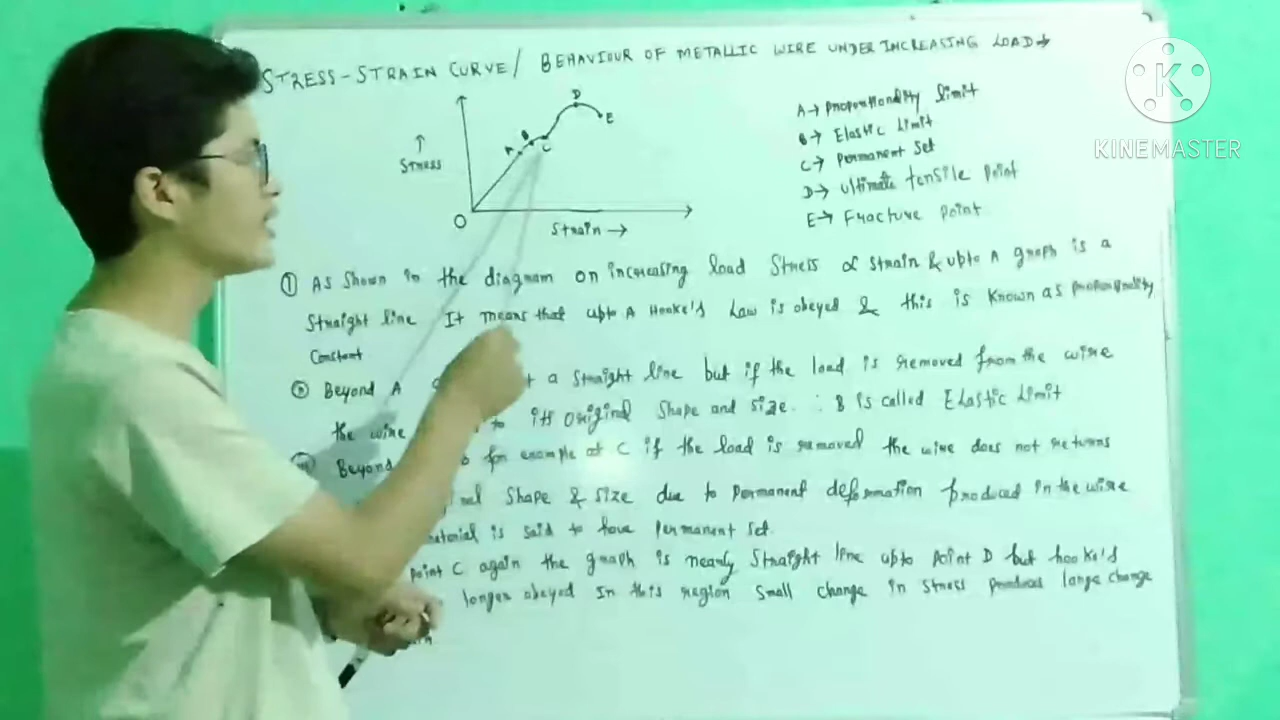 STRESS-STRAIN CURVE/ BEHAVIOUR OF METALLIC WIRE UNDER INCREASING LOAD→
K
KINEMASTER
D
E
B
A
C
↑
STRESS
O
Strain →
A→ Proportionality limit
B→ Elastic Limit
C→ Permanent Set
D→ Ultimate tensile Point
E→ Fracture Point
① As Shown in the diagram on increasing load Stress ∝ Strain & upto A graph is a
Straight line It means that upto A Hooke's Law is obeyed & this is Known as Proportionality
Constant
② Beyond A a Straight line but if the load is removed from the wire
the wire to its Original Shape and Size. ∴ B is called Elastic Limit
Beyond for example at C if the load is removed the wire does not returns
Shape & Size due to Permanent deformation produced in the wire
material is said to have Permanent Set.
Point C again the graph is nearly Straight line upto Point D but hooke's
longer obeyed In this region Small change in Stress produces large change